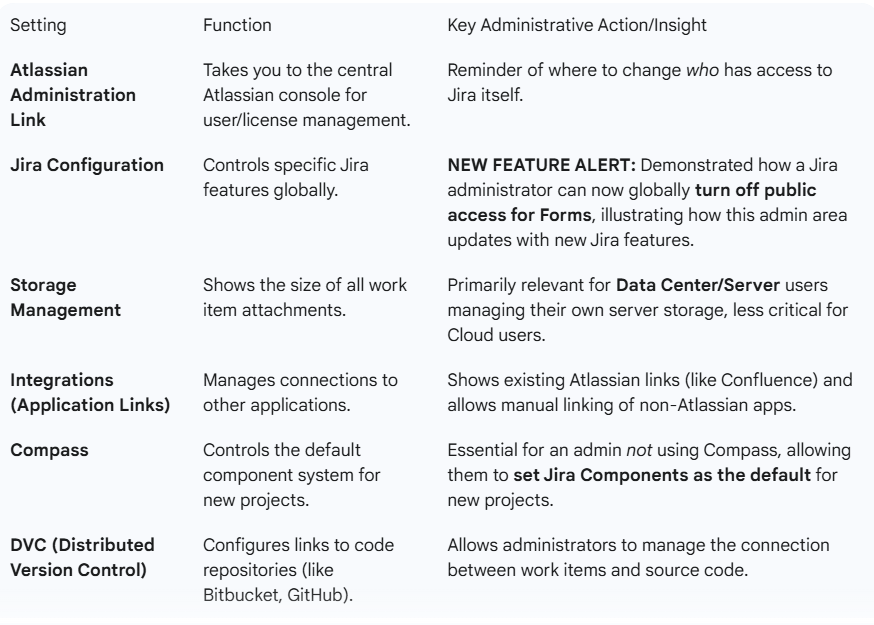 Setting Function Key Administrative Action/Insight
Atlassian Administration Link
Takes you to the central Atlassian console for user/license management.
Reminder of where to change who has access to Jira itself.
Jira Configuration
Controls specific Jira features globally.
NEW FEATURE ALERT: Demonstrated how a Jira administrator can now globally turn off public access for Forms, illustrating how this admin area updates with new Jira features.
Storage Management
Shows the size of all work item attachments.
Primarily relevant for Data Center/Server users managing their own server storage, less critical for Cloud users.
Integrations (Application Links)
Manages connections to other applications.
Shows existing Atlassian links (like Confluence) and allows manual linking of non-Atlassian apps.
Compass
Controls the default component system for new projects.
Essential for an admin not using Compass, allowing them to set Jira Components as the default for new projects.
DVC (Distributed Version Control)
Configures links to code repositories (like Bitbucket, GitHub).
Allows administrators to manage the connection between work items and source code.